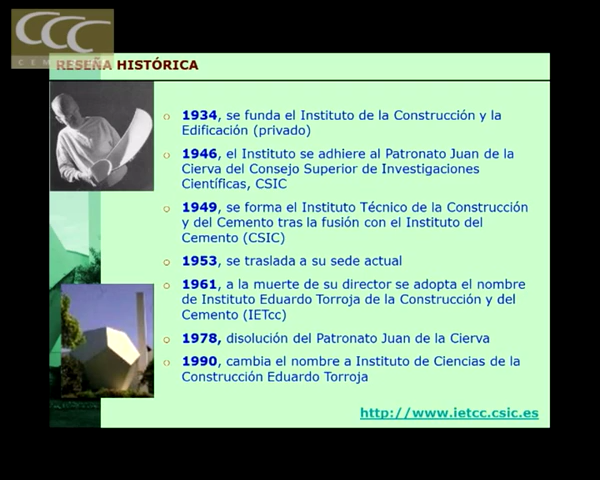 CCC
CEM
RESEÑA HISTÓRICA
1934, se funda el Instituto de la Construcción y la
Edificación (privado)
1946, el Instituto se adhiere al Patronato Juan de la
Cierva del Consejo Superior de Investigaciones
Científicas, CSIC
1949, se forma el Instituto Técnico de la Construcción
y del Cemento tras la fusión con el Instituto del
Cemento (CSIC)
1953, se traslada a su sede actual
1961, a la muerte de su director se adopta el nombre
de Instituto Eduardo Torroja de la Construcción y del
Cemento (IETcc)
1978, disolución del Patronato Juan de la Cierva
1990, cambia el nombre a Instituto de Ciencias de la
Construcción Eduardo Torroja
http://www.ietcc.csic.es